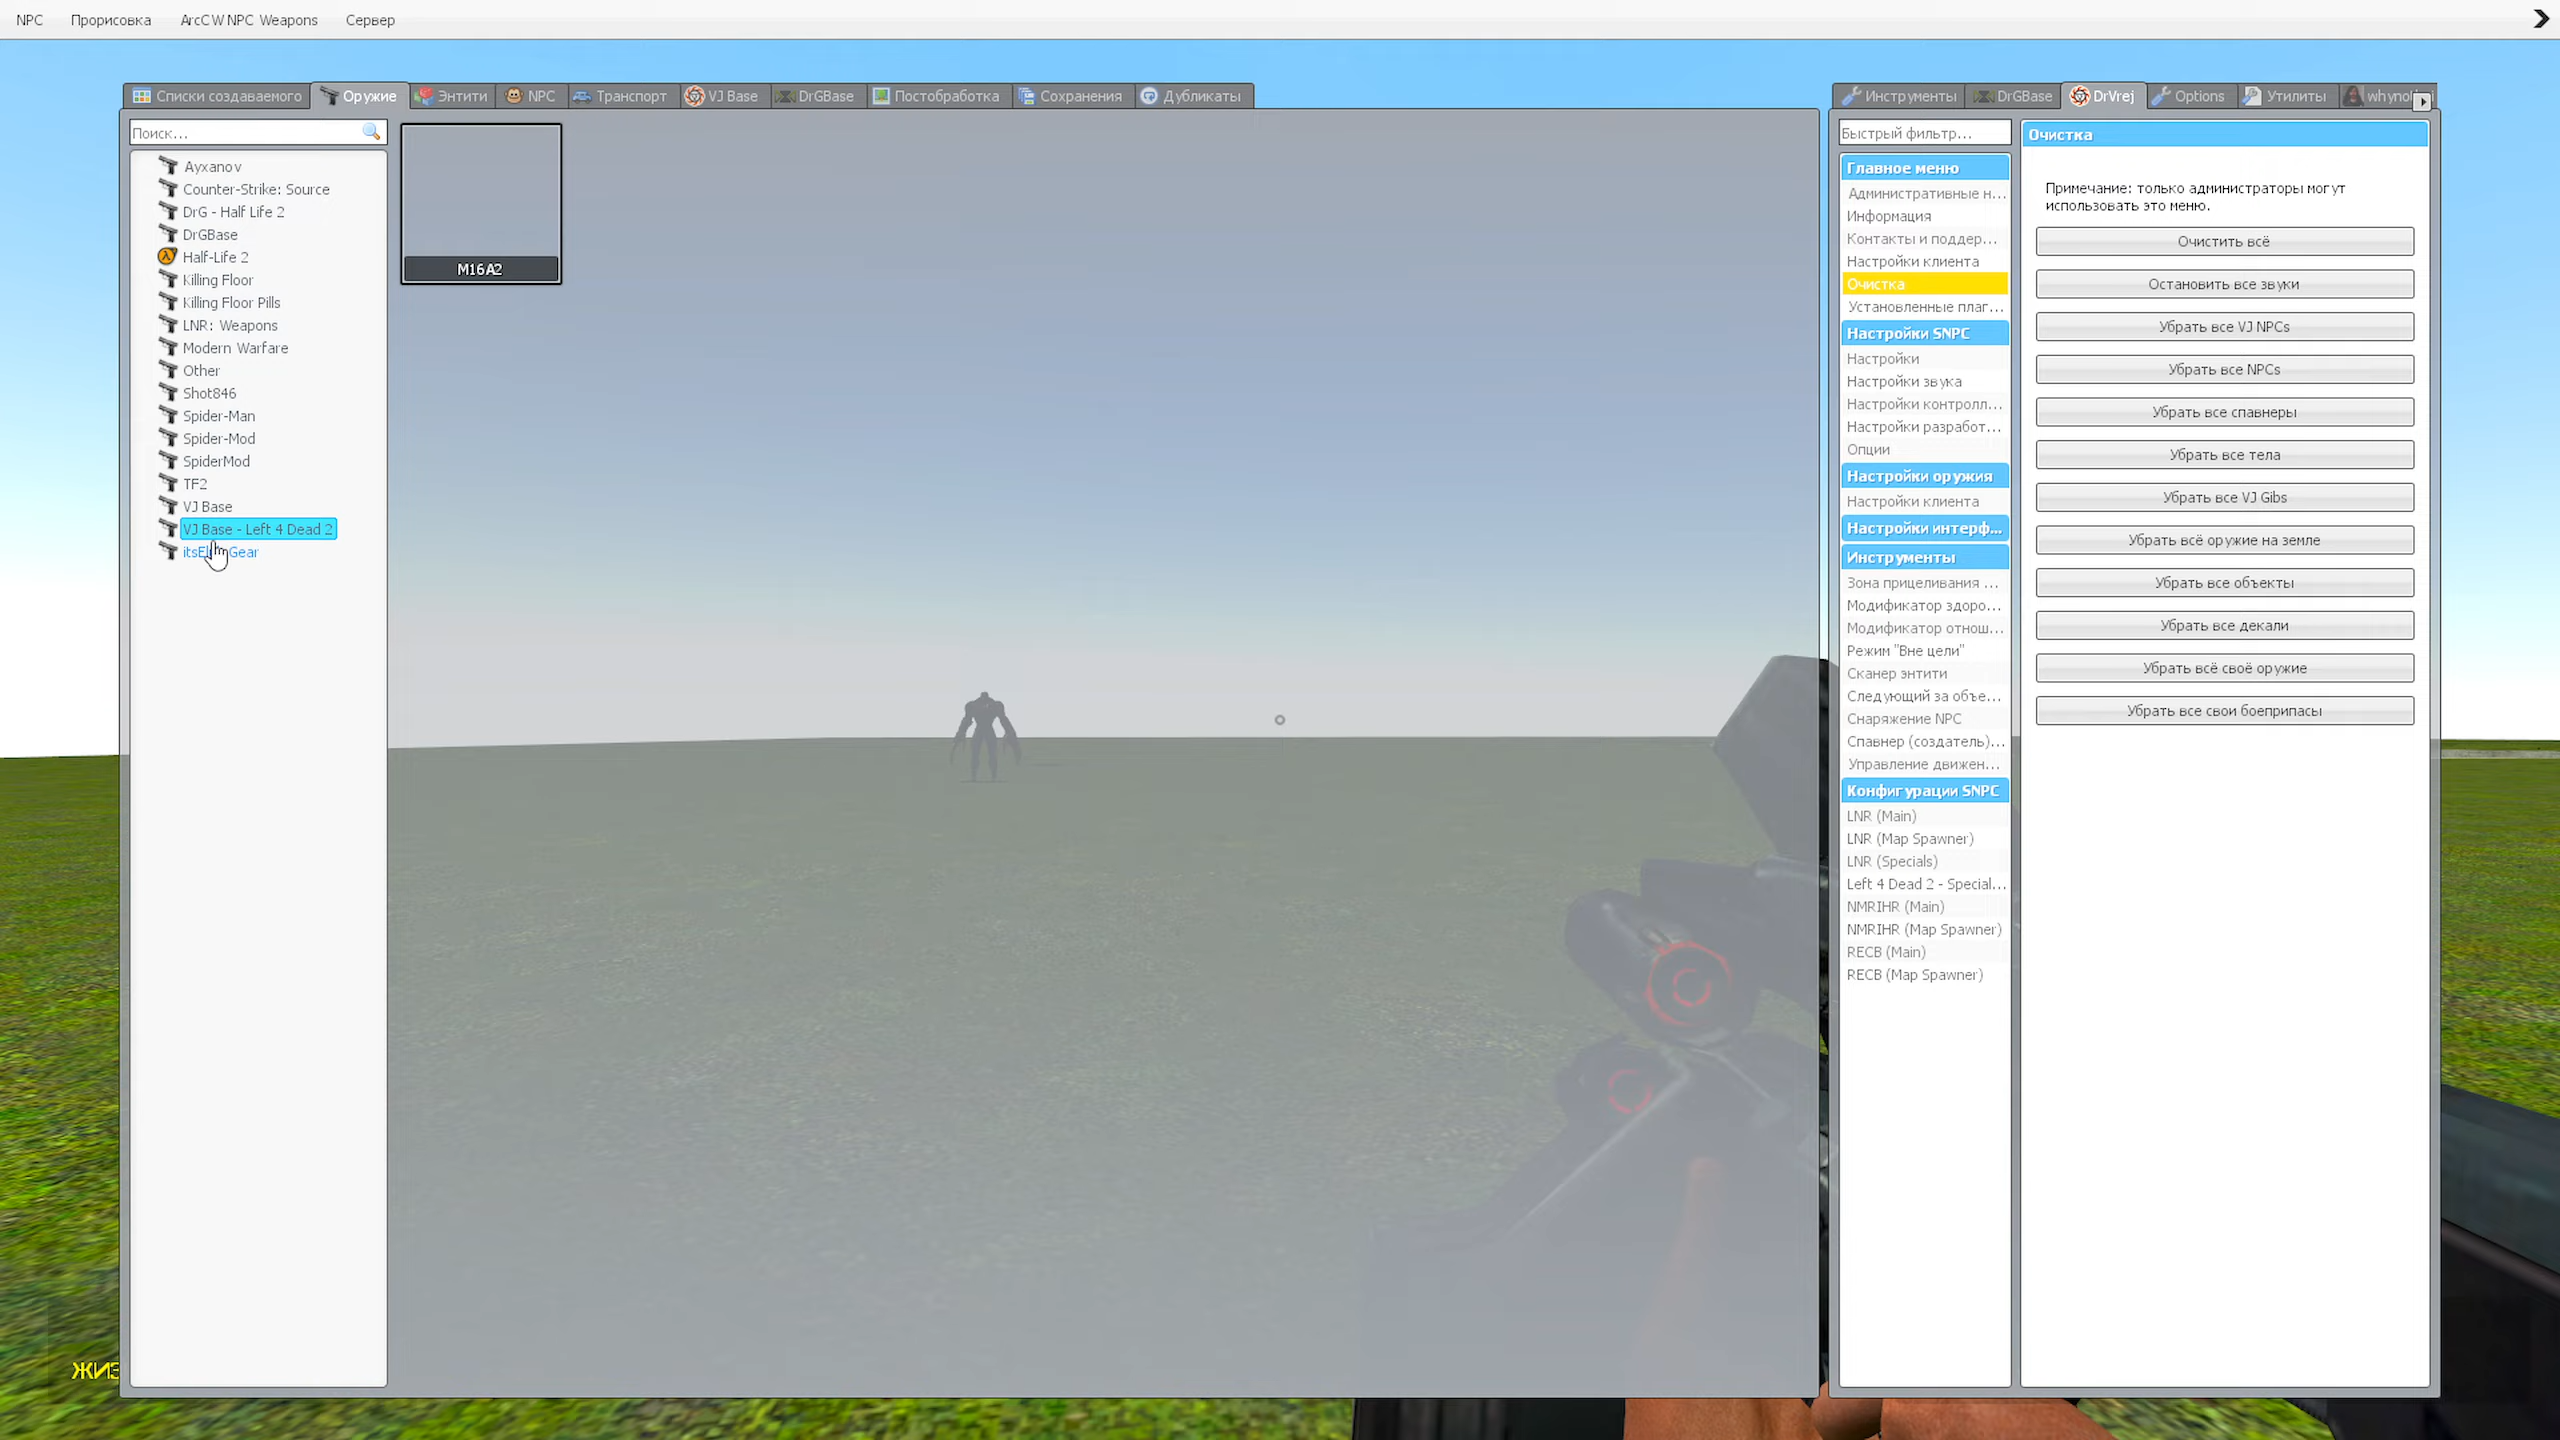 NPC Прорисовка ArcCW NPC Weapons Сервер
Списки создаваемого Оружие Энтити NPC Транспорт VJ Base DrGBase Постобработка Сохранения Дубликаты
Поиск...
Ayxanov
Counter-Strike: Source
DrG - Half Life 2
DrGBase
Half-Life 2
Killing Floor
Killing Floor Pills
LNR: Weapons
Modern Warfare
Other
Shot846
Spider-Man
Spider-Mod
SpiderMod
TF2
VJ Base
VJ Base - Left 4 Dead 2
Gear
M16A2
Инструменты DrGBase DrVrej Options Утилиты
Быстрый фильтр...
Главное меню
Административные н...
Информация
Контакты и поддер...
Настройки клиента
Очистка
Установленные плаг...
Настройки SNPC
Настройки
Настройки звука
Настройки контролл...
Настройки разработ...
Опции
Настройки оружия
Настройки клиента
Настройки интерф...
Инструменты
Зона прицеливания ...
Модификатор здоро...
Модификатор отнош...
Режим "Вне цели"
Сканер энтити
Следующий за объе...
Снаряжение NPC
Спавнер (создатель)...
Управление движен...
Конфигурации SNPC
LNR (Main)
LNR (Map Spawner)
LNR (Specials)
Left 4 Dead 2 - Special...
NMRIHR (Main)
NMRIHR (Map Spawner)
RECB (Main)
RECB (Map Spawner)
Очистка
Примечание: только администраторы могут
использовать это меню.
Очистить всё
Остановить все звуки
Убрать все VJ NPCs
Убрать все NPCs
Убрать все спавнеры
Убрать все тела
Убрать все VJ Gibs
Убрать всё оружие на земле
Убрать все объекты
Убрать все декали
Убрать всё своё оружие
Убрать все свои боеприпасы
ЖИЗ